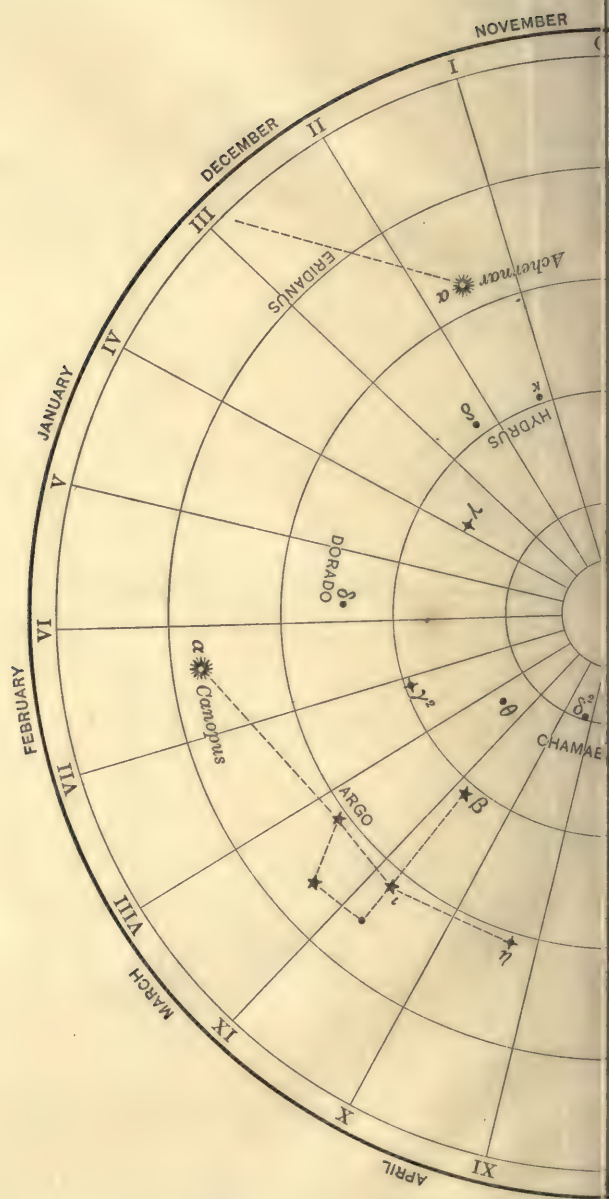 NOVEMBER
I
II
DECEMBER
III
ERIDANUS
α Achernar
IV
JANUARY
κ
δ
HYDRUS
γ
V
DORADO
δ
VI
α
Canopus
FEBRUARY
γ²
θ
δ²
CHAMAE
VII
ARGO
β
ι
VIII
η
MARCH
IX
X
XI
APRIL